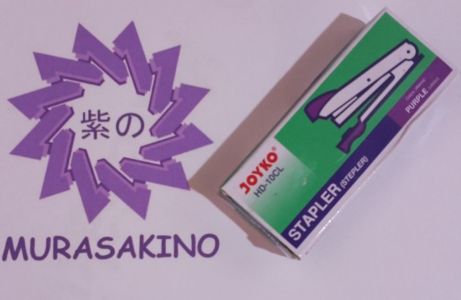 紫の
MURASAKINO
JOYKO®
HD-10CL
STAPLER (STEPLER)
PURPLE